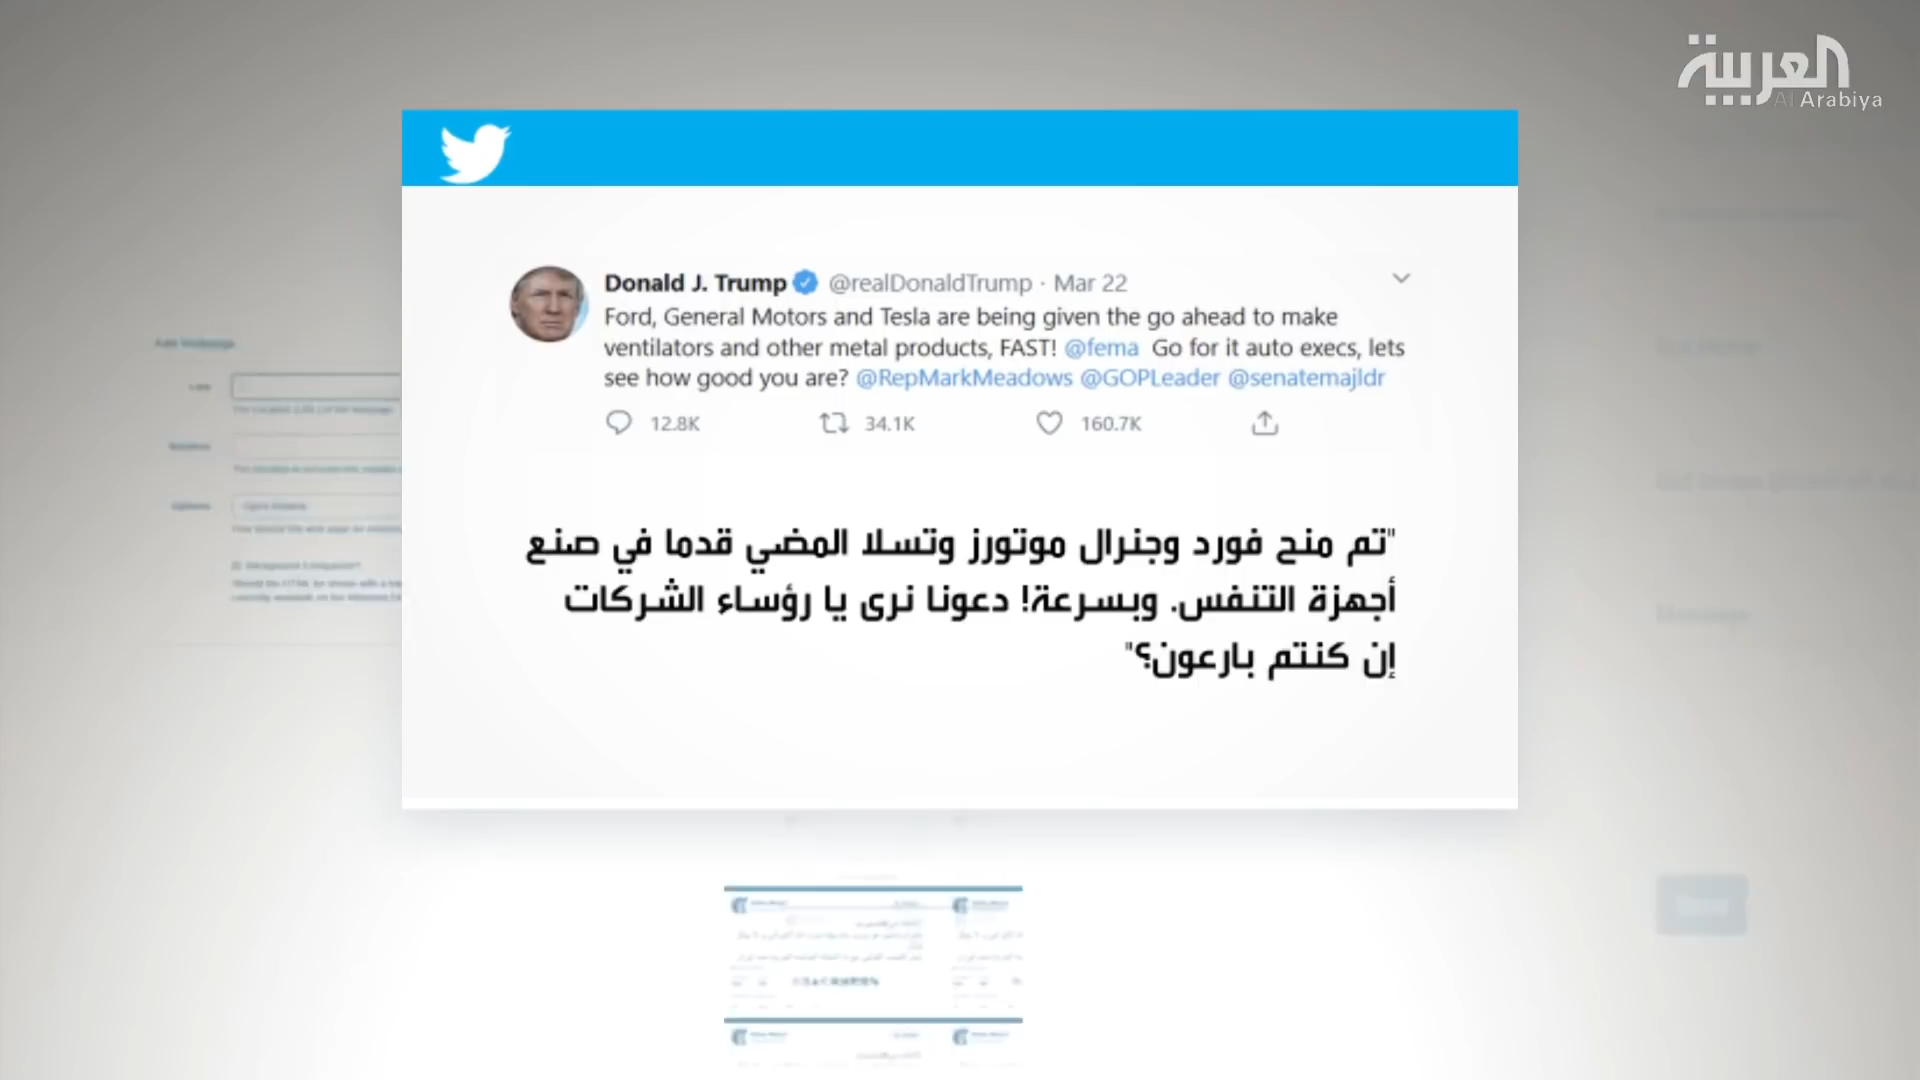 العربية
Al Arabiya
Donald J. Trump @realDonaldTrump · Mar 22
Ford, General Motors and Tesla are being given the go ahead to make
ventilators and other metal products, FAST! @fema Go for it auto execs, lets
see how good you are? @RepMarkMeadows @GOPLeader @senatemajldr
12.8K 34.1K 160.7K
"تم منح فورد وجنرال موتورز وتسلا المضي قدما في صنع
أجهزة التنفس. وبسرعة! دعونا نرى يا رؤساء الشركات
إن كنتم بارعون؟"